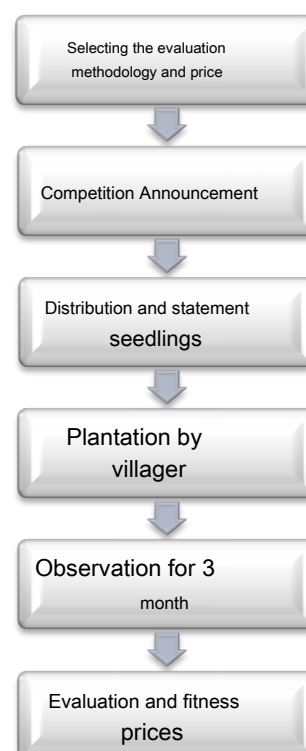 Selecting the evaluation
methodology and price
Competition Announcement
Distribution and statement
seedlings
Plantation by
villager
Observation for 3
month
Evaluation and fitness
prices